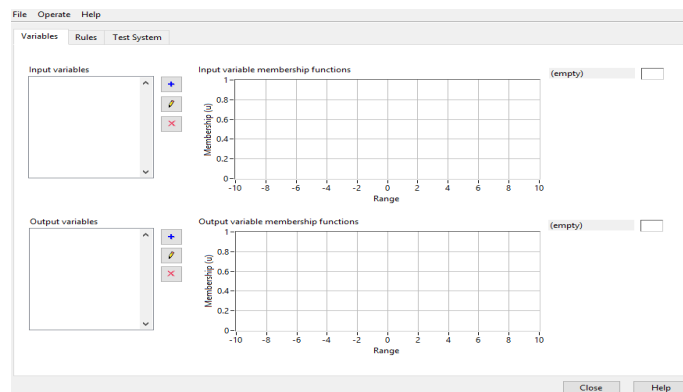 File Operate Help
Variables Rules Test System
Input variables
Input variable membership functions
(empty)
Membership (u)
1
0.8
0.6
0.4
0.2
0
-10 -8 -6 -4 -2 0 2 4 6 8 10
Range
Output variables
Output variable membership functions
(empty)
Membership (u)
1
0.8
0.6
0.4
0.2
0
-10 -8 -6 -4 -2 0 2 4 6 8 10
Range
Close Help